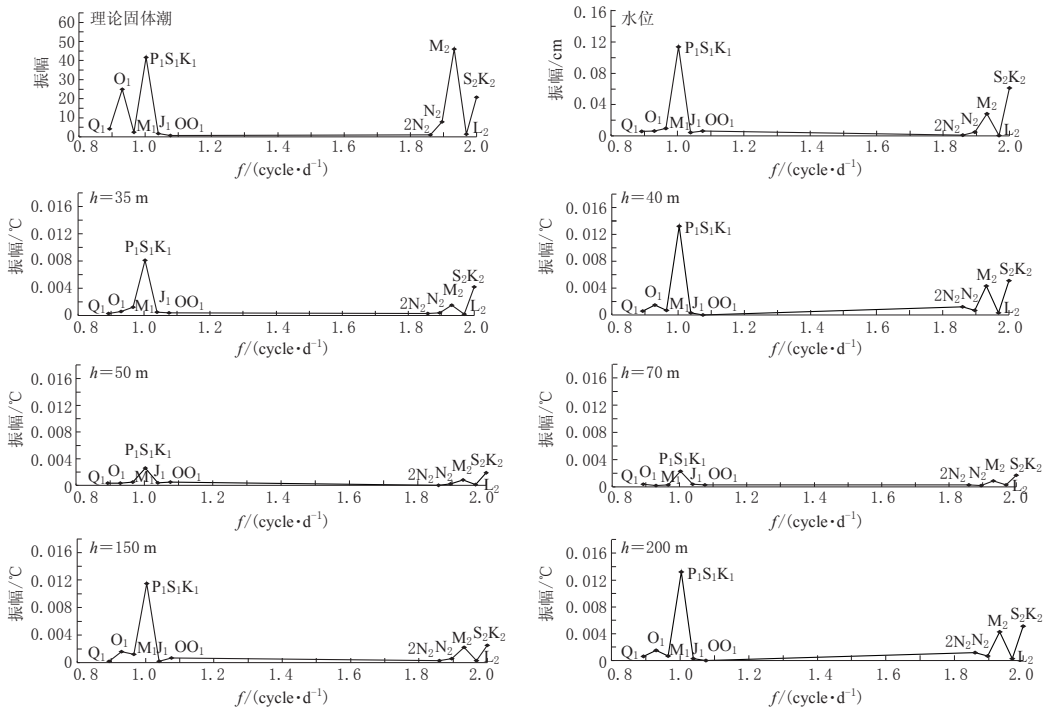 理论固体潮
60
50
40
30
20
10
0
振幅
Q₁
O₁
P₁S₁K₁
M₁
J₁
OO₁
2N₂
N₂
M₂
S₂K₂
L₂
0.8 1.0 1.2 1.4 1.6 1.8 2.0
f/(cycle·d⁻¹)
水位
0.16
0.12
0.08
0.04
0
振幅/cm
Q₁
O₁
P₁S₁K₁
M₁
J₁
OO₁
2N₂
N₂
M₂
S₂K₂
L₂
0.8 1.0 1.2 1.4 1.6 1.8 2.0
f/(cycle·d⁻¹)
h=35 m
0.016
0.012
0.008
0.004
0
振幅/℃
Q₁
O₁
P₁S₁K₁
M₁
J₁
OO₁
2N₂
N₂
M₂
S₂K₂
L₂
0.8 1.0 1.2 1.4 1.6 1.8 2.0
f/(cycle·d⁻¹)
h=40 m
0.016
0.012
0.008
0.004
0
振幅/℃
Q₁
O₁
P₁S₁K₁
M₁
J₁
OO₁
2N₂
N₂
M₂
S₂K₂
L₂
0.8 1.0 1.2 1.4 1.6 1.8 2.0
f/(cycle·d⁻¹)
h=50 m
0.016
0.012
0.008
0.004
0
振幅/℃
Q₁
O₁
P₁S₁K₁
M₁
J₁
OO₁
2N₂
N₂
M₂
S₂K₂
L₂
0.8 1.0 1.2 1.4 1.6 1.8 2.0
f/(cycle·d⁻¹)
h=70 m
0.016
0.012
0.008
0.004
0
振幅/℃
Q₁
O₁
P₁S₁K₁
M₁
J₁
OO₁
2N₂
N₂
M₂
S₂K₂
L₂
0.8 1.0 1.2 1.4 1.6 1.8 2.0
f/(cycle·d⁻¹)
h=150 m
0.016
0.012
0.008
0.004
0
振幅/℃
Q₁
O₁
P₁S₁K₁
M₁
J₁
OO₁
2N₂
N₂
M₂
S₂K₂
L₂
0.8 1.0 1.2 1.4 1.6 1.8 2.0
f/(cycle·d⁻¹)
h=200 m
0.016
0.012
0.008
0.004
0
振幅/℃
Q₁
O₁
P₁S₁K₁
M₁
J₁
OO₁
2N₂
N₂
M₂
S₂K₂
L₂
0.8 1.0 1.2 1.4 1.6 1.8 2.0
f/(cycle·d⁻¹)